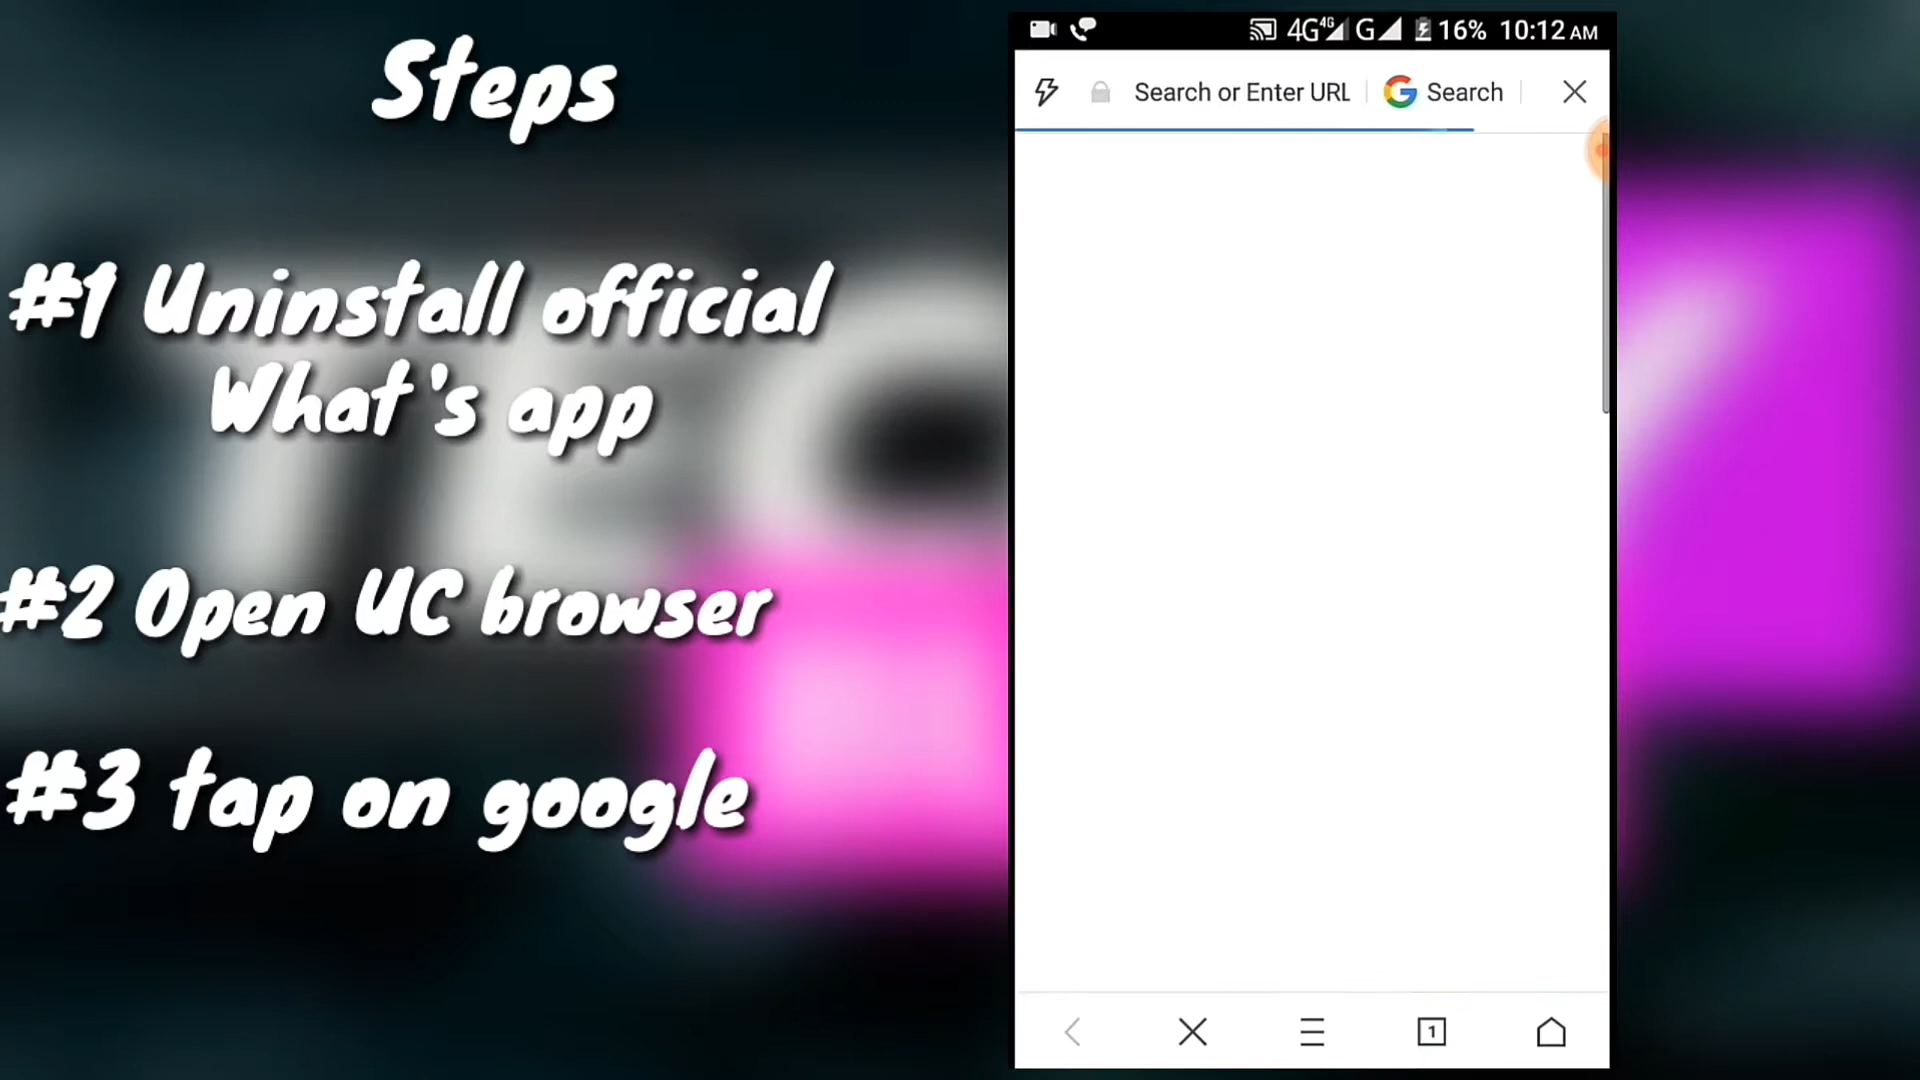 Steps
#1 Uninstall official
What's app
#2 Open UC browser
#3 tap on google
4G 4G G 16% 10:12 AM
Search or Enter URL Search
1